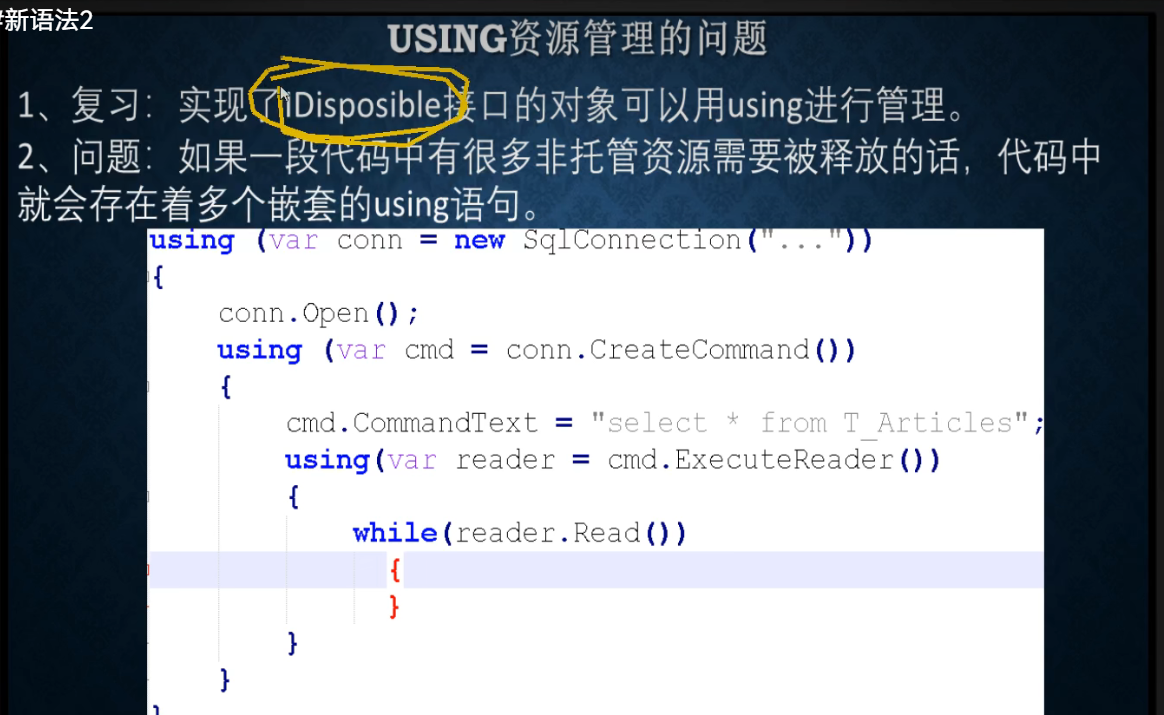 #新语法2
USING资源管理的问题
1、复习：实现了IDisposible接口的对象可以用using进行管理。
2、问题：如果一段代码中有很多非托管资源需要被释放的话，代码中
就会存在着多个嵌套的using语句。
using (var conn = new SqlConnection("..."))
{
conn.Open();
using (var cmd = conn.CreateCommand())
{
cmd.CommandText = "select * from T_Articles";
using(var reader = cmd.ExecuteReader())
{
while(reader.Read())
{
}
}
}
}